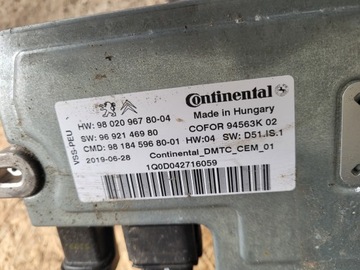 Continental
Made in Hungary
VSS-PEU
HW: 98 020 967 80-04
COFOR 94563K 02
SW: 96 921 469 80
HW:04 SW: D51.IS.1
CMD: 98 184 596 80-01
2019-06-28
Continental_DMTC_CEM_01
1Q0D042716059